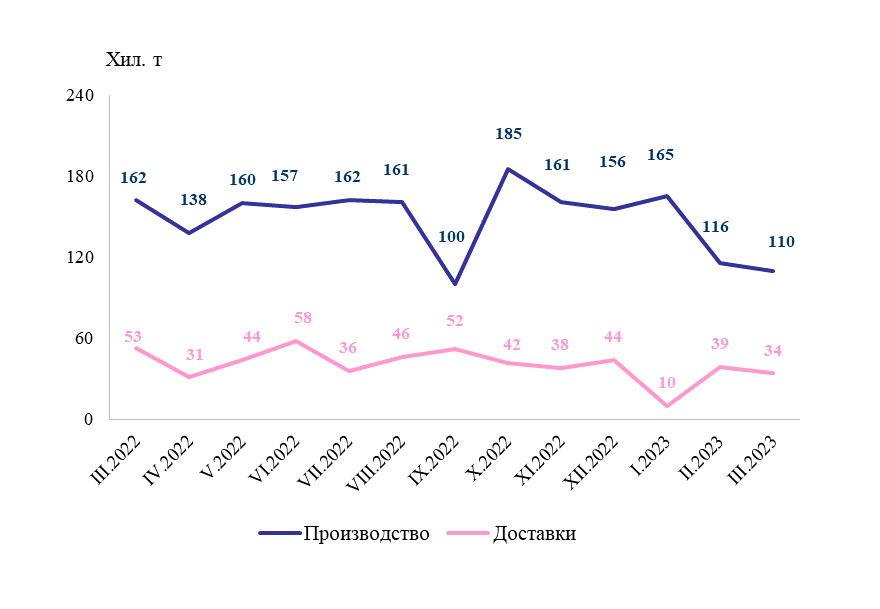 Хил. т
240
180
120
60
0
162 138 160 157 162 161 100 185 161 156 165 116 110
53 31 44 58 36 46 52 42 38 44 10 39 34
III.2022 IV.2022 V.2022 VI.2022 VII.2022 VIII.2022 IX.2022 X.2022 XI.2022 XII.2022 I.2023 II.2023 III.2023
Производство Доставки